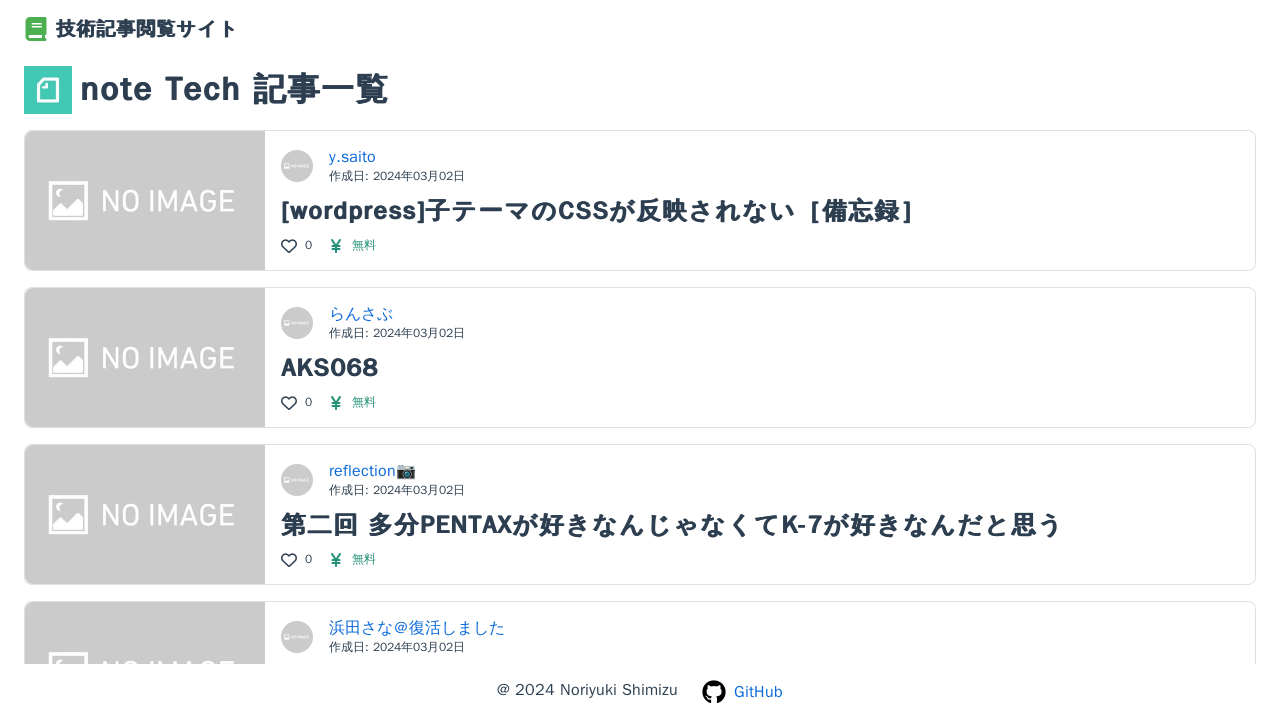 技術記事閲覧サイト
note Tech 記事一覧
NO IMAGE
y.saito
作成日: 2024年03月02日
[wordpress]子テーマのCSSが反映されない［備忘録］
0
無料
NO IMAGE
らんさぶ
作成日: 2024年03月02日
AKS068
0
無料
NO IMAGE
reflection📷
作成日: 2024年03月02日
第二回 多分PENTAXが好きなんじゃなくてK-7が好きなんだと思う
0
無料
浜田さな＠復活しました
作成日: 2024年03月02日
@ 2024 Noriyuki Shimizu
GitHub